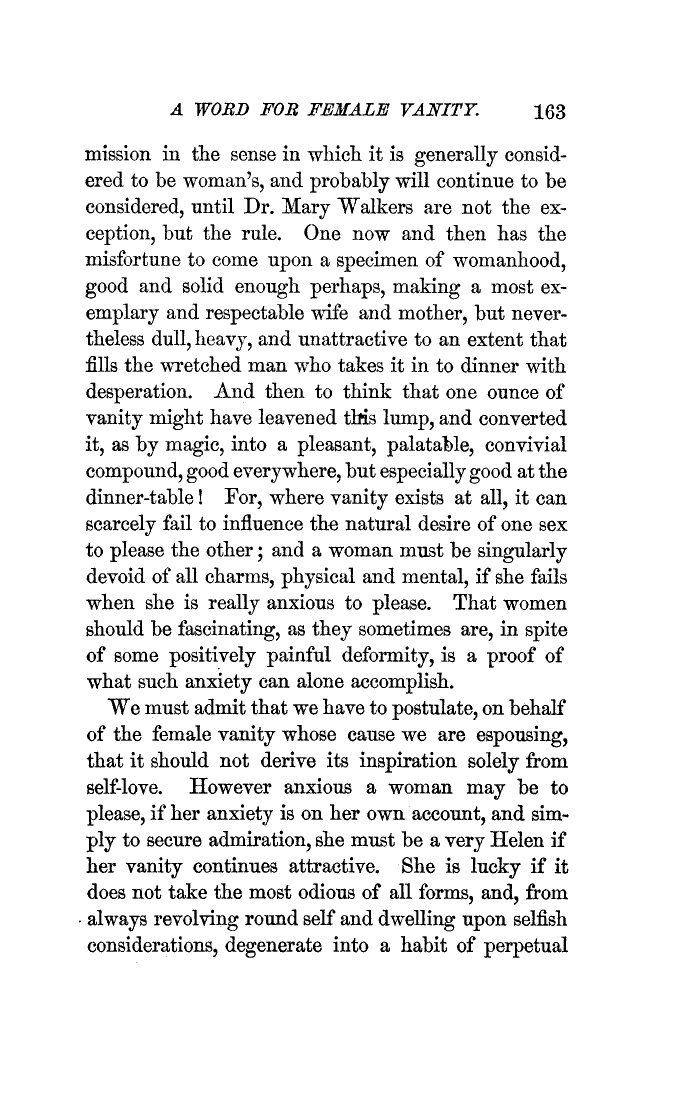 A WORD FOR FEMALE VANITY. 163
mission in the sense in which it is generally consid-
ered to be woman's, and probably will continue to be
considered, until Dr. Mary Walkers are not the ex-
ception, but the rule. One now and then has the
misfortune to come upon a specimen of womanhood,
good and solid enough perhaps, making a most ex-
emplary and respectable wife and mother, but never-
theless dull, heavy, and unattractive to an extent that
fills the wretched man who takes it in to dinner with
desperation. And then to think that one ounce of
vanity might have leavened this lump, and converted
it, as by magic, into a pleasant, palatable, convivial
compound, good everywhere, but especially good at the
dinner-table! For, where vanity exists at all, it can
scarcely fail to influence the natural desire of one sex
to please the other; and a woman must be singularly
devoid of all charms, physical and mental, if she fails
when she is really anxious to please. That women
should be fascinating, as they sometimes are, in spite
of some positively painful deformity, is a proof of
what such anxiety can alone accomplish.
We must admit that we have to postulate, on behalf
of the female vanity whose cause we are espousing,
that it should not derive its inspiration solely from
self-love. However anxious a woman may be to
please, if her anxiety is on her own account, and sim-
ply to secure admiration, she must be a very Helen if
her vanity continues attractive. She is lucky if it
does not take the most odious of all forms, and, from
always revolving round self and dwelling upon selfish
considerations, degenerate into a habit of perpetual